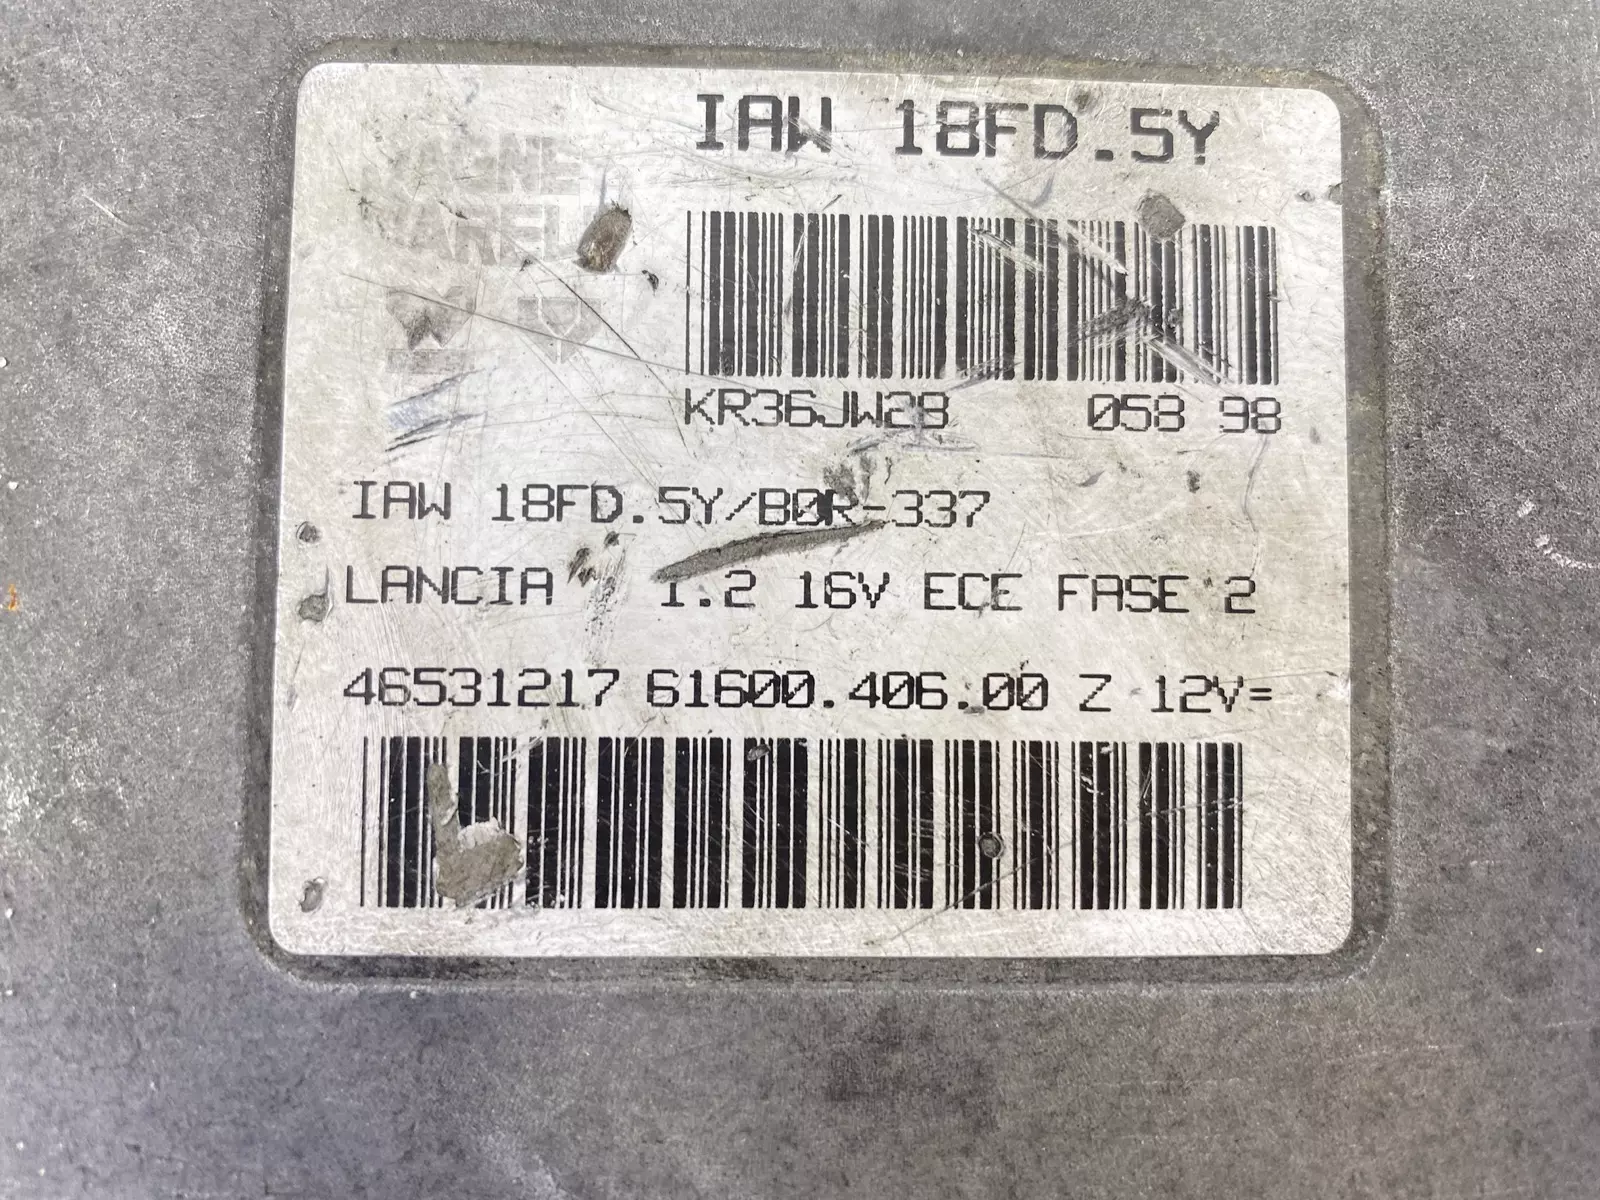 IAW 18FD.5Y
KR36JW28 058 98
IAW 18FD.5Y/B0R-337
LANCIA 1.2 16V ECE FASE 2
46531217 61600.406.00 Z 12V=